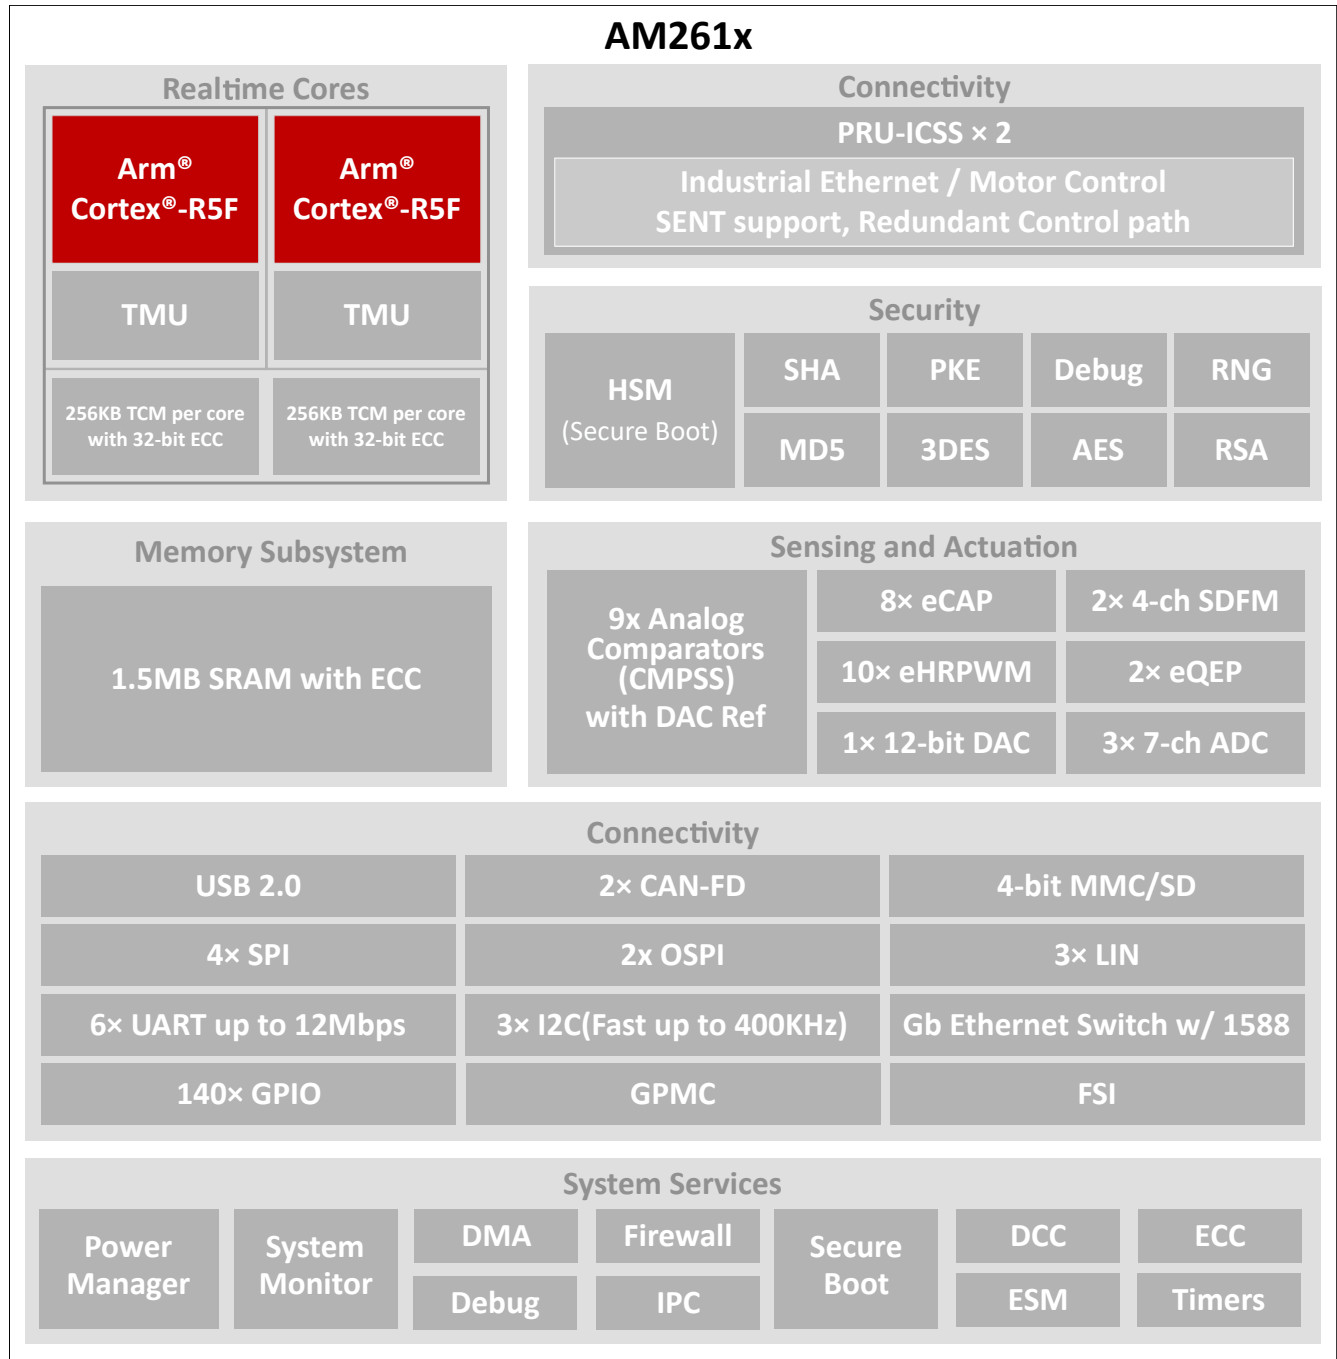 AM261x
Realtime Cores
Arm®
Cortex®-R5F
Arm®
Cortex®-R5F
TMU
TMU
256KB TCM per core
with 32-bit ECC
256KB TCM per core
with 32-bit ECC
Connectivity
PRU-ICSS × 2
Industrial Ethernet / Motor Control
SENT support, Redundant Control path
Security
HSM
(Secure Boot)
SHA
PKE
Debug
RNG
MD5
3DES
AES
RSA
Memory Subsystem
1.5MB SRAM with ECC
Sensing and Actuation
9x Analog
Comparators
(CMPSS)
with DAC Ref
8× eCAP
2× 4-ch SDFM
10× eHRPWM
2× eQEP
1× 12-bit DAC
3× 7-ch ADC
Connectivity
USB 2.0
2× CAN-FD
4-bit MMC/SD
4× SPI
2x OSPI
3× LIN
6× UART up to 12Mbps
3× I2C(Fast up to 400KHz)
Gb Ethernet Switch w/ 1588
140× GPIO
GPMC
FSI
System Services
Power
Manager
System
Monitor
DMA
Debug
Firewall
IPC
Secure
Boot
DCC
ESM
ECC
Timers